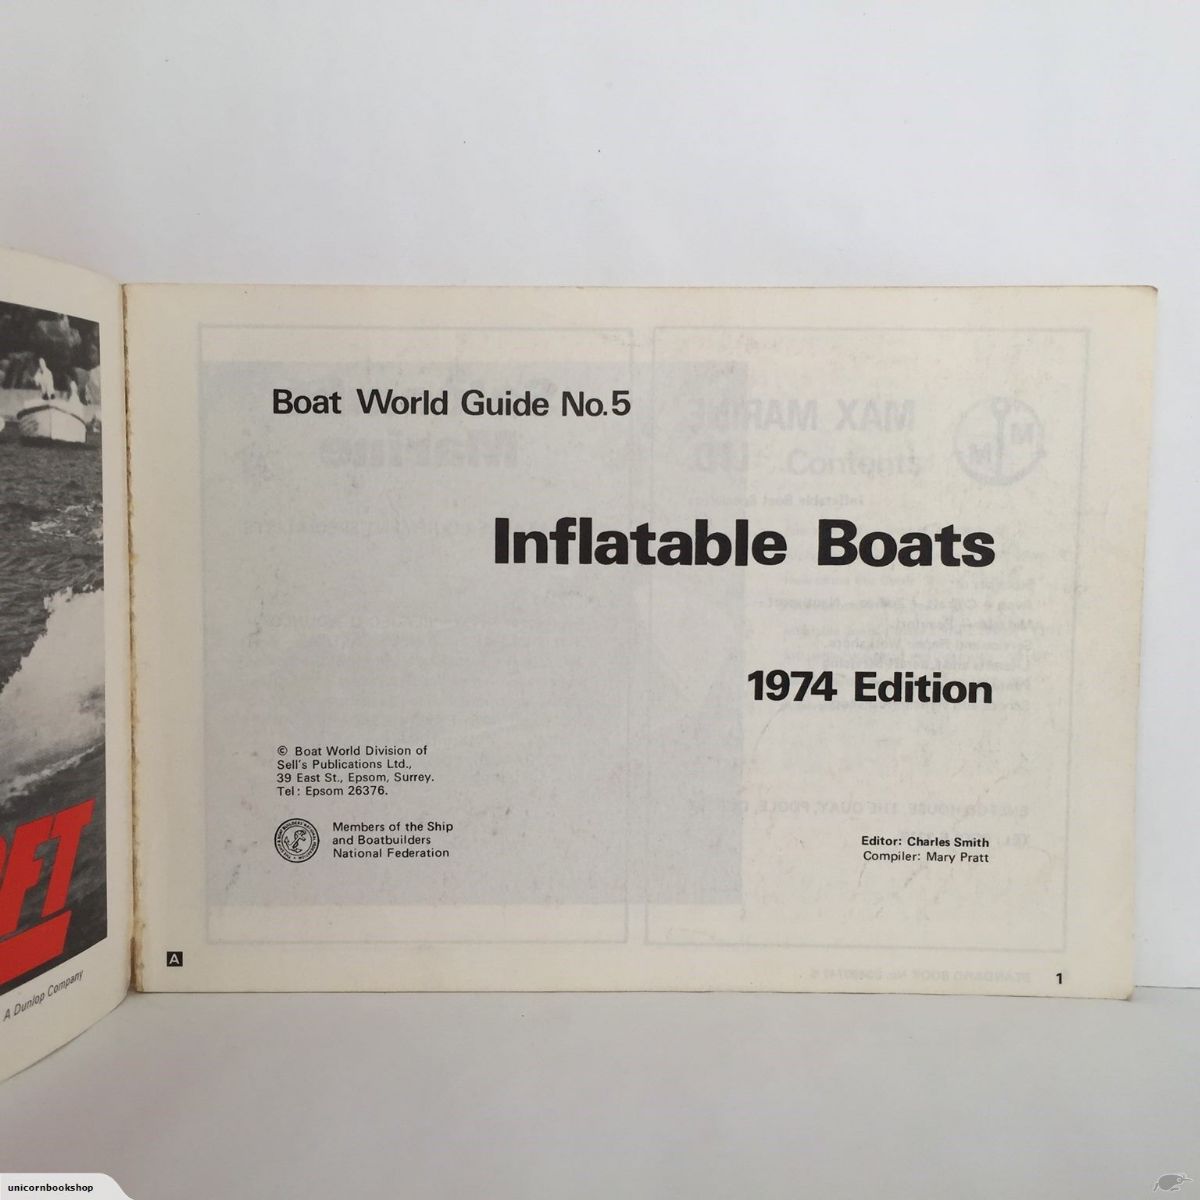 Boat World Guide No.5
Inflatable Boats
1974 Edition
© Boat World Division of
Sell's Publications Ltd.,
39 East St., Epsom, Surrey.
Tel: Epsom 26376.
Members of the Ship
and Boatbuilders
National Federation
Editor: Charles Smith
Compiler: Mary Pratt
A
1
A Dunlop Company
unicornbookshop